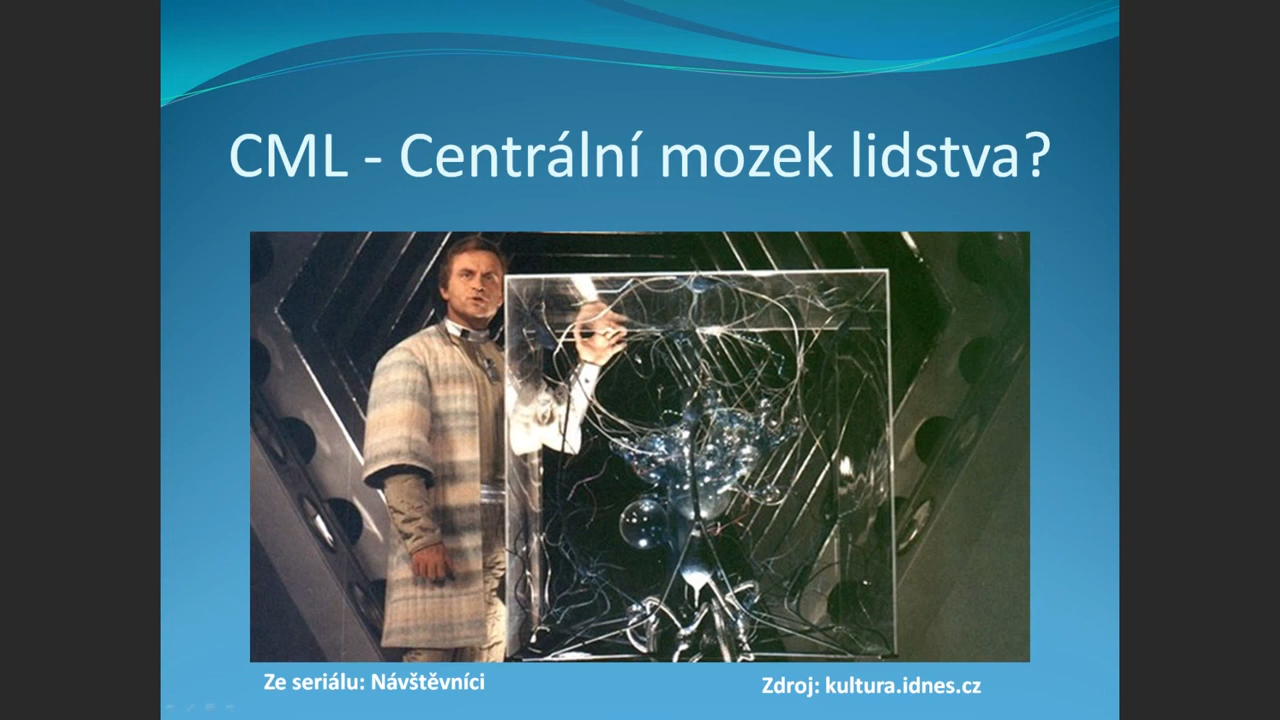 CML - Centrální mozek lidstva?
Ze seriálu: Návštěvníci
Zdroj: kultura.idnes.cz